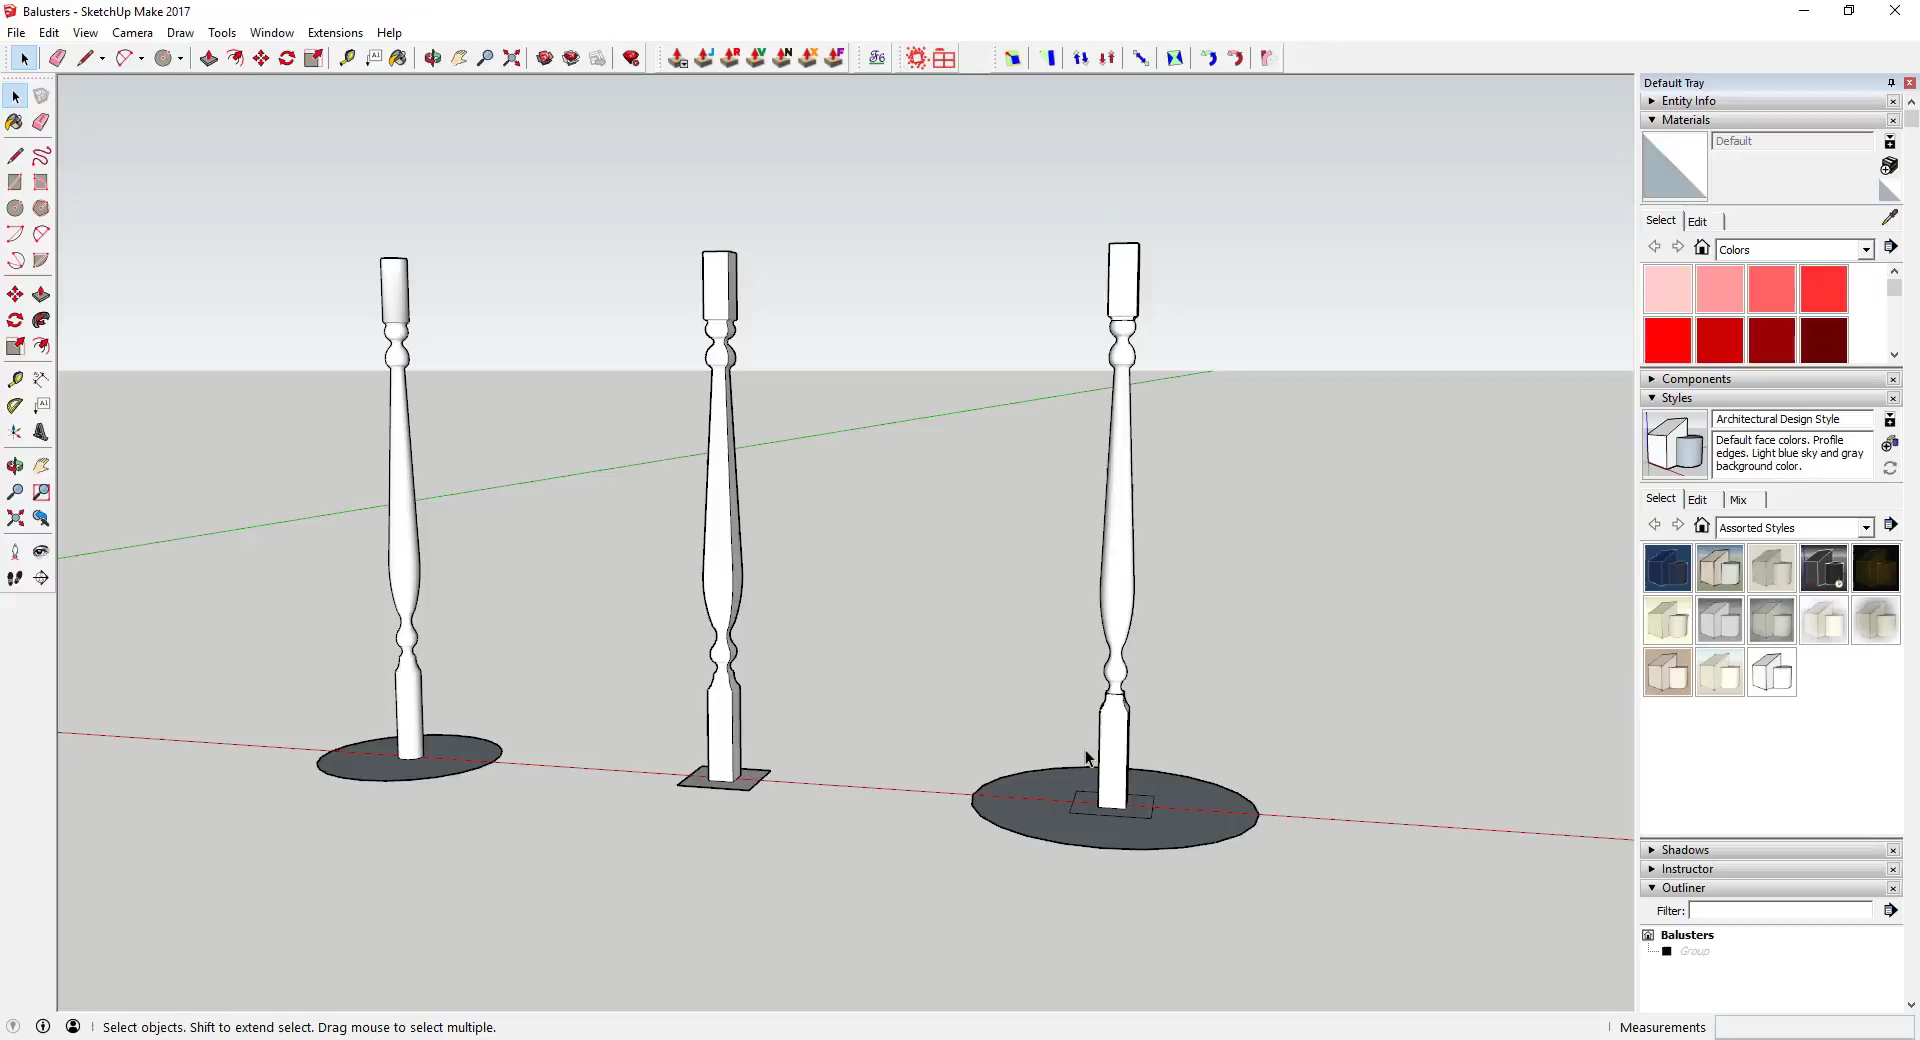 Balusters - SketchUp Make 2017
File Edit View Camera Draw Tools Window Extensions Help
Default Tray
Entity Info
Materials
Default
Select Edit
Colors
Components
Styles
Architectural Design Style
Default face colors. Profile
edges. Light blue sky and gray
background color.
Select Edit Mix
Assorted Styles
Shadows
Instructor
Outliner
Filter:
Balusters
Group
Select objects. Shift to extend select. Drag mouse to select multiple.
Measurements